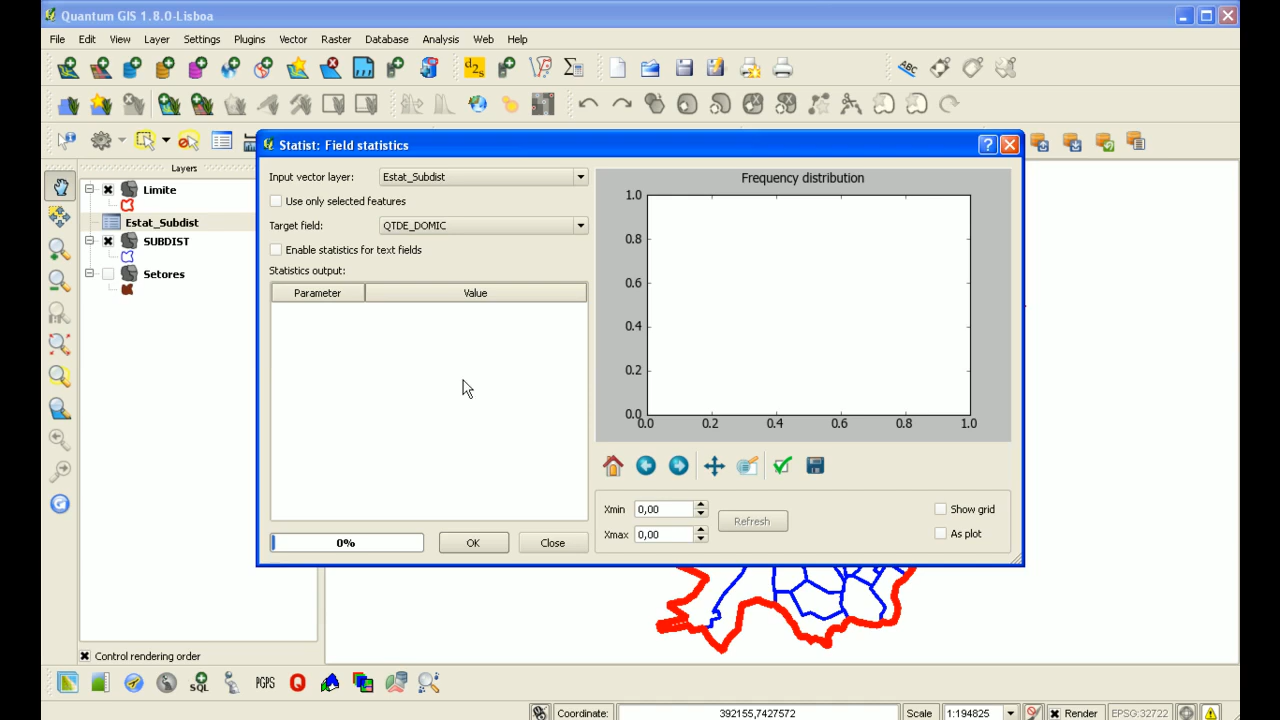 Quantum GIS 1.8.0-Lisboa
File Edit View Layer Settings Plugins Vector Raster Database Analysis Web Help
d2s
ABC
Layers
Limite
Estat_Subdist
SUBDIST
Setores
Control rendering order
Statist: Field statistics
Input vector layer: Estat_Subdist
Use only selected features
Target field: QTDE_DOMIC
Enable statistics for text fields
Statistics output:
Parameter Value
0% OK Close
Frequency distribution
1.0
0.8
0.6
0.4
0.2
0.0
0.0 0.2 0.4 0.6 0.8 1.0
Xmin 0,00
Xmax 0,00
Refresh
Show grid
As plot
SQL PGPS Q
Coordinate: 392155,7427572 Scale 1:194825 Render EPSG:32722